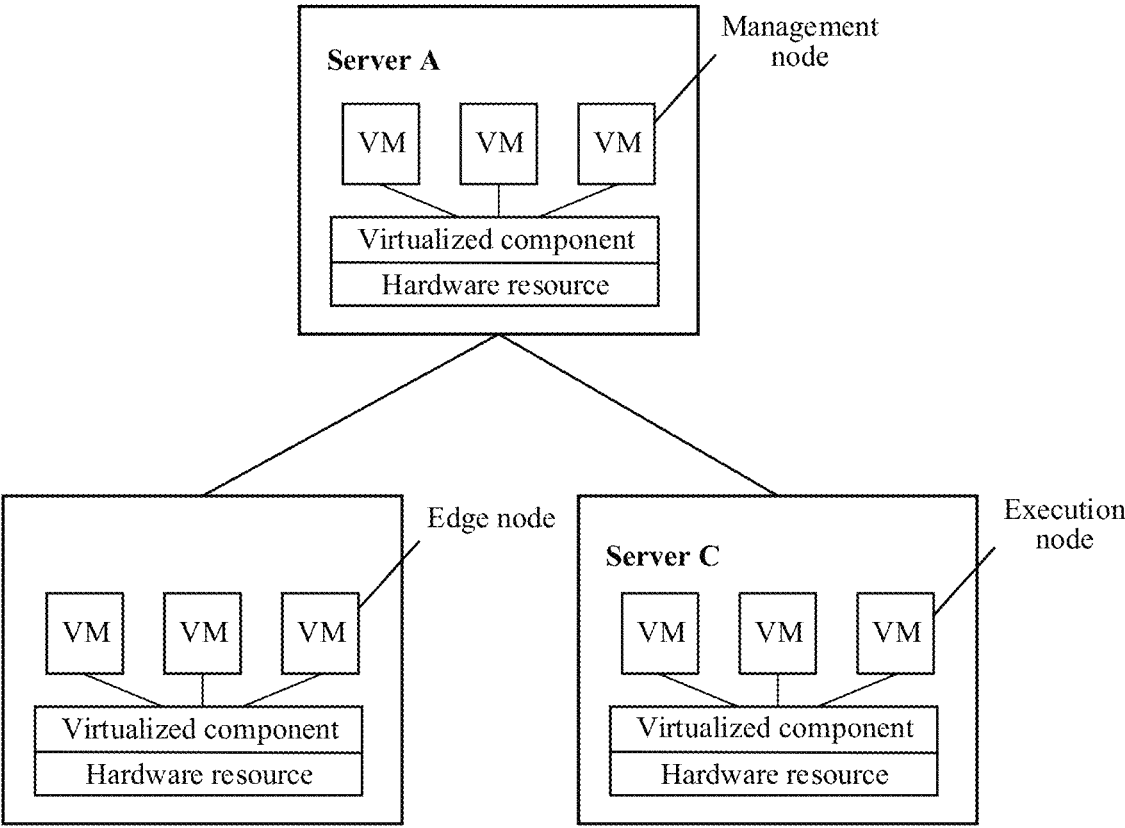 Management
node
Server A
VM VM VM
Virtualized component
Hardware resource
Edge node
VM VM VM
Virtualized component
Hardware resource
Execution
node
Server C
VM VM VM
Virtualized component
Hardware resource